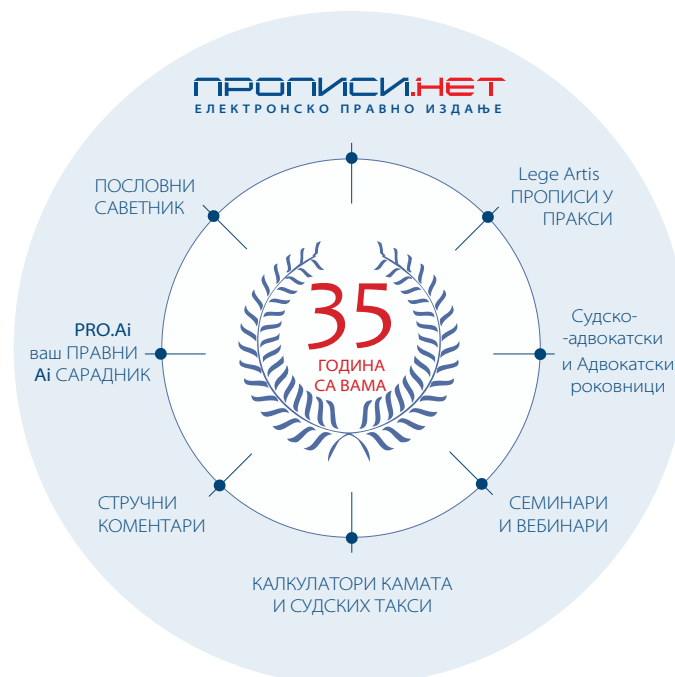 ПРОПИСИ.НЕТ
ЕЛЕКТРОНСКО ПРАВНО ИЗДАЊЕ
Lege Artis
ПРОПИСИ У
ПРАКСИ
Судско-
-адвокатски
и Адвокатски
роковници
СЕМИНАРИ
И ВЕБИНАРИ
КАЛКУЛАТОРИ КАМАТА
И СУДСКИХ ТАКСИ
СТРУЧНИ
КОМЕНТАРИ
PRO.Ai
ваш ПРАВНИ
Ai САРАДНИК
ПОСЛОВНИ
САВЕТНИК
35
ГОДИНА
СА ВАМА